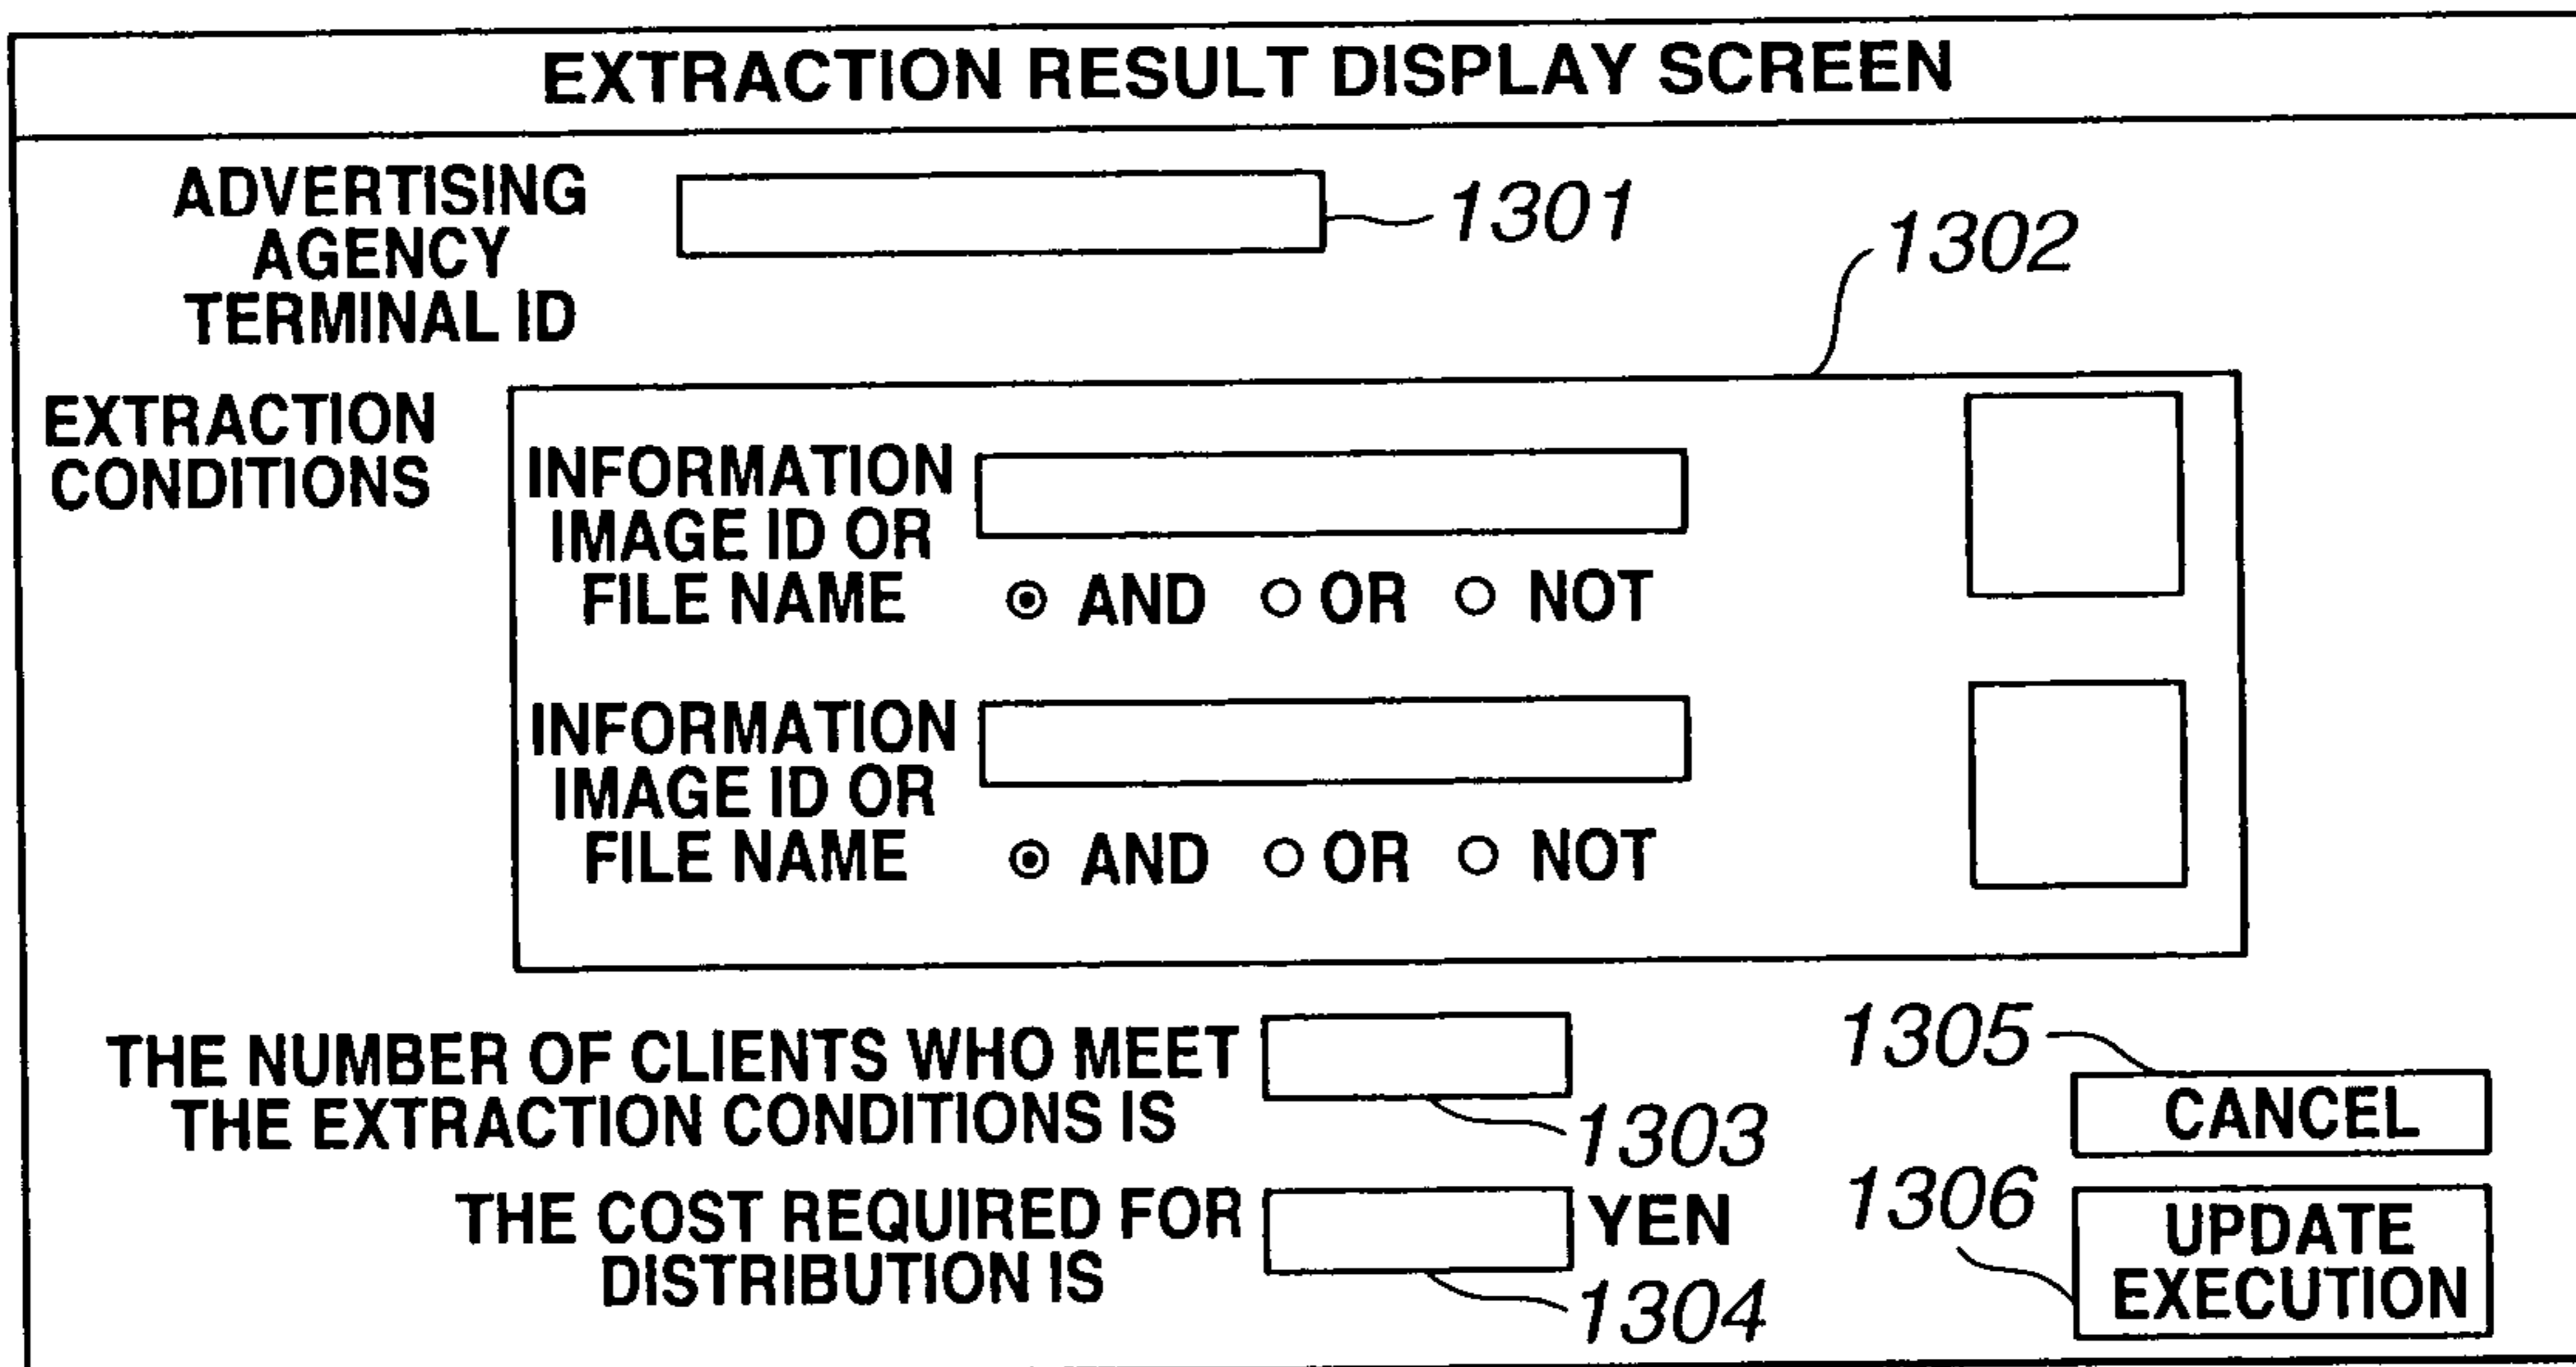 EXTRACTION RESULT DISPLAY SCREEN
ADVERTISING
AGENCY
TERMINAL ID
1301
1302
EXTRACTION
CONDITIONS
INFORMATION
IMAGE ID OR
FILE NAME
AND OR NOT
INFORMATION
IMAGE ID OR
FILE NAME
AND OR NOT
THE NUMBER OF CLIENTS WHO MEET
THE EXTRACTION CONDITIONS IS
1303
THE COST REQUIRED FOR
DISTRIBUTION IS
YEN
1304
1305
CANCEL
1306
UPDATE
EXECUTION